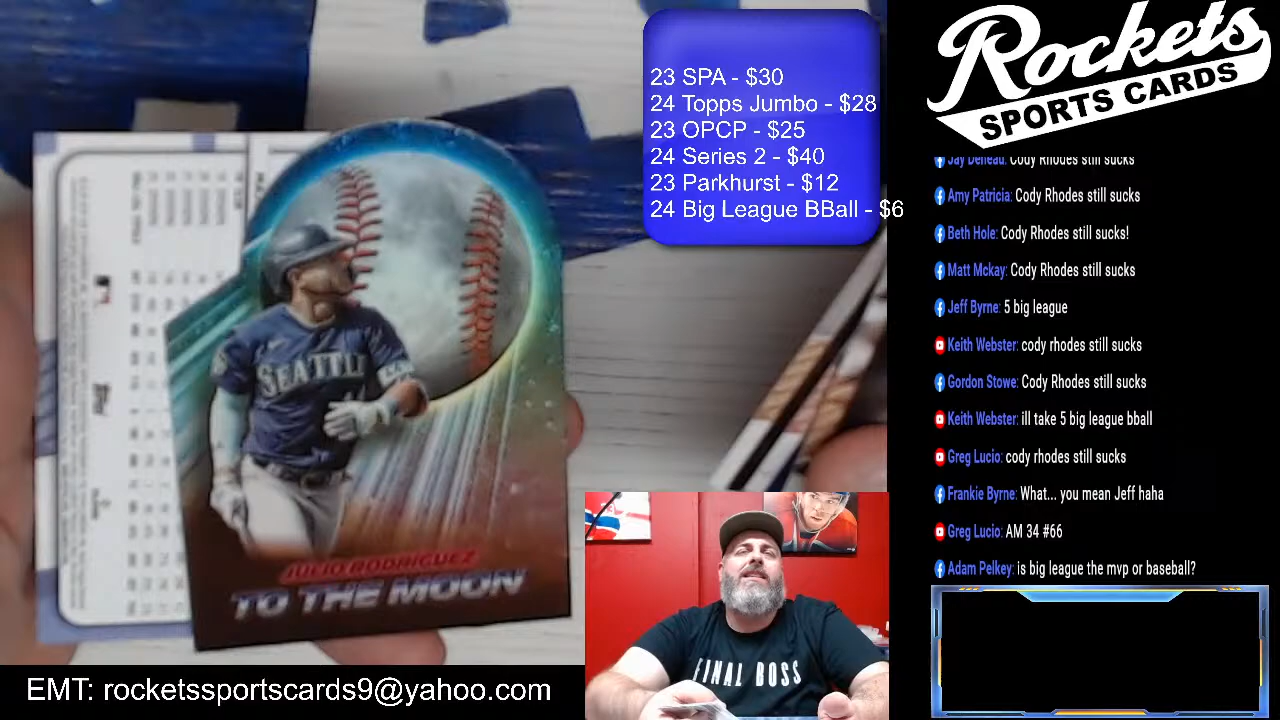 23 SPA - $30
24 Topps Jumbo - $28
23 OPCP - $25
24 Series 2 - $40
23 Parkhurst - $12
24 Big League BBall - $6
Rockets
SPORTS CARDS
Jay Deneau: Cody Rhodes still sucks
Amy Patricia: Cody Rhodes still sucks
Beth Hole: Cody Rhodes still sucks!
Matt Mckay: Cody Rhodes still sucks
Jeff Byrne: 5 big league
Keith Webster: cody rhodes still sucks
Gordon Stowe: Cody Rhodes still sucks
Keith Webster: ill take 5 big league bball
Greg Lucio: cody rhodes still sucks
Frankie Byrne: What... you mean Jeff haha
Greg Lucio: AM 34 #66
Adam Pelkey: is big league the mvp or baseball?
SEATTLE
JULIO RODRIGUEZ
TO THE MOON
FINAL BOSS
EMT: rocketssportscards9@yahoo.com